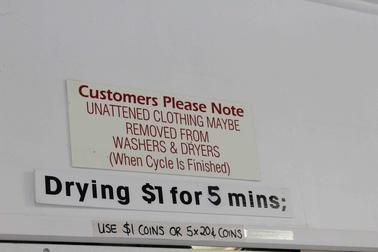 Customers Please Note
UNATTENED CLOTHING MAYBE
REMOVED FROM
WASHERS & DRYERS
(When Cycle Is Finished)
Drying $1 for 5 mins;
USE $1 COINS OR 5x20¢ COINS